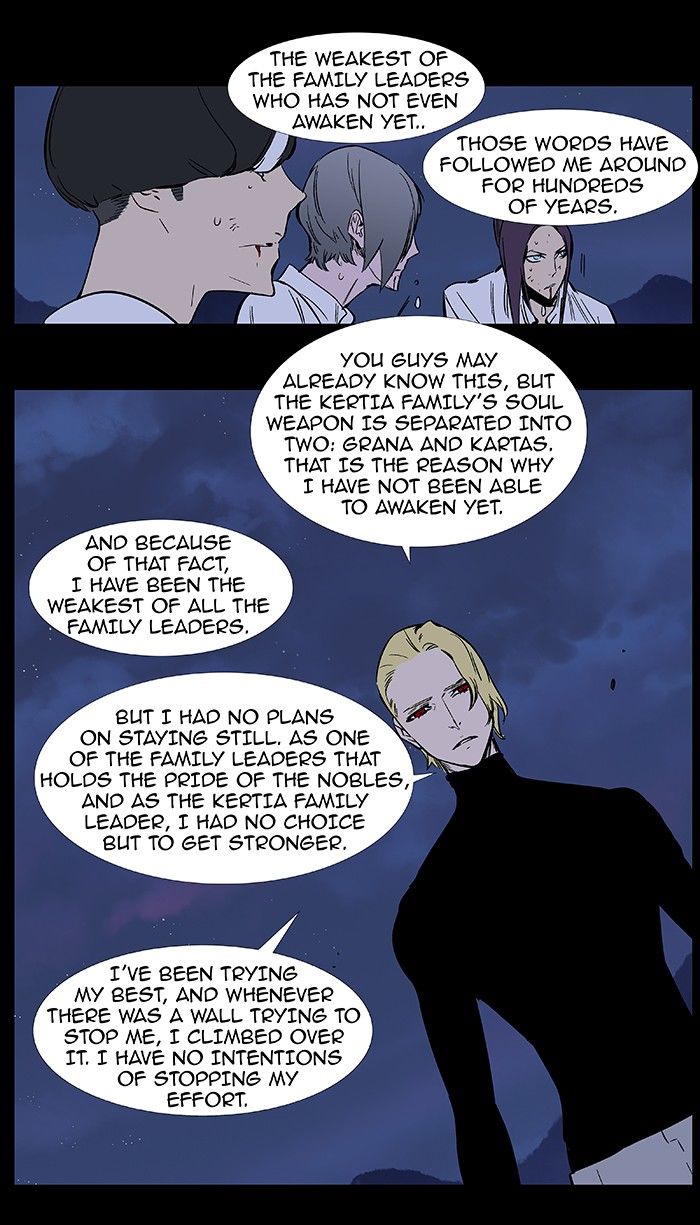 THE WEAKEST OF
THE FAMILY LEADERS
WHO HAS NOT EVEN
AWAKEN YET..
THOSE WORDS HAVE
FOLLOWED ME AROUND
FOR HUNDREDS
OF YEARS.
YOU GUYS MAY
ALREADY KNOW THIS, BUT
THE KERTIA FAMILY'S SOUL
WEAPON IS SEPARATED INTO
TWO: GRANA AND KARTAS.
THAT IS THE REASON WHY
I HAVE NOT BEEN ABLE
TO AWAKEN YET.
AND BECAUSE
OF THAT FACT,
I HAVE BEEN THE
WEAKEST OF ALL THE
FAMILY LEADERS.
BUT I HAD NO PLANS
ON STAYING STILL. AS ONE
OF THE FAMILY LEADERS THAT
HOLDS THE PRIDE OF THE NOBLES,
AND AS THE KERTIA FAMILY
LEADER, I HAD NO CHOICE
BUT TO GET STRONGER.
I'VE BEEN TRYING
MY BEST, AND WHENEVER
THERE WAS A WALL TRYING TO
STOP ME, I CLIMBED OVER
IT. I HAVE NO INTENTIONS
OF STOPPING MY
EFFORT.